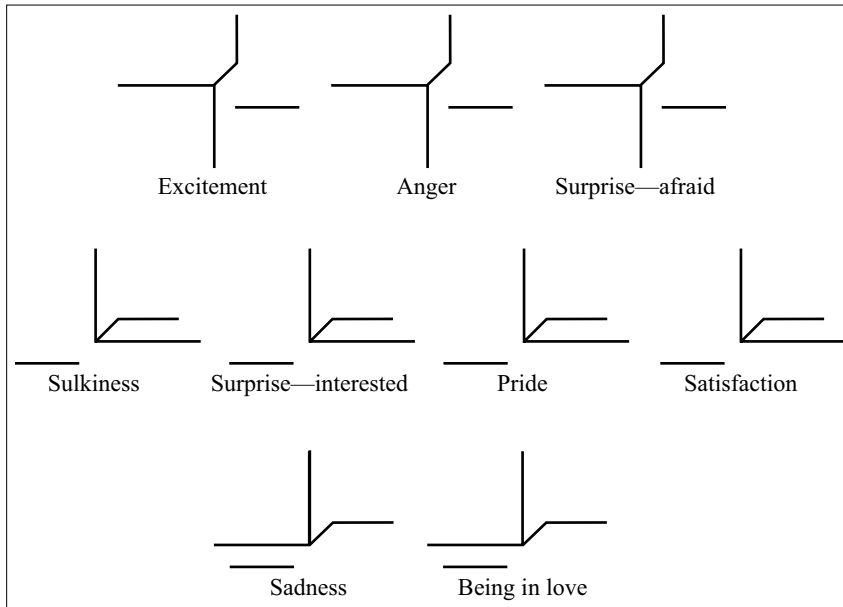 Excitement Anger Surprise—afraid
Sulkiness Surprise—interested Pride Satisfaction
Sadness Being in love